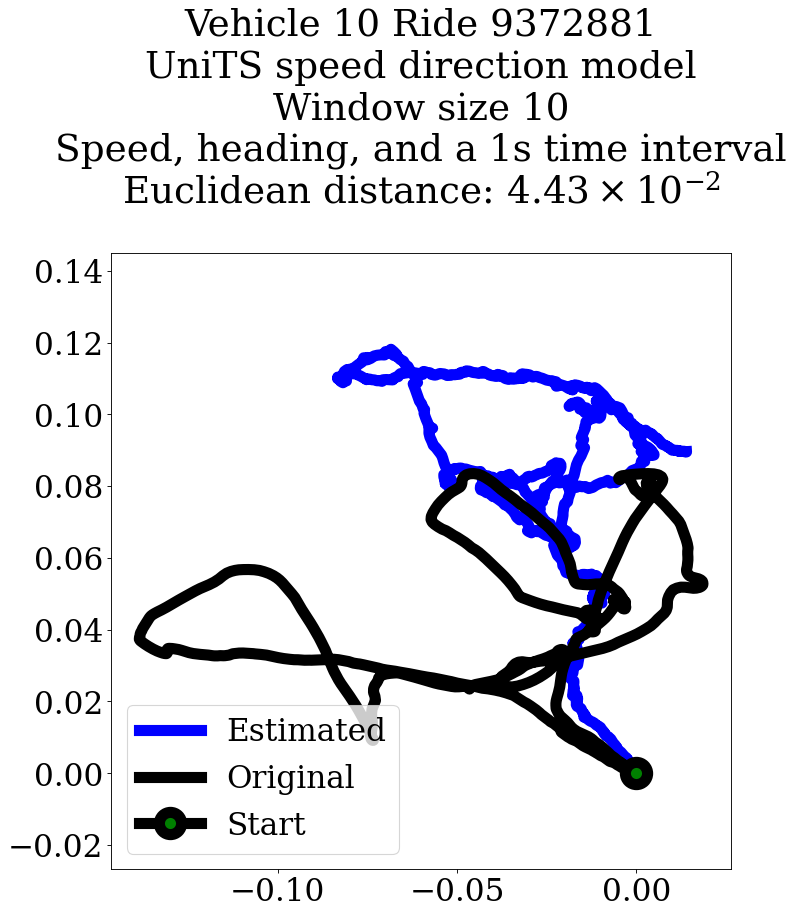 Vehicle 10 Ride 9372881
UniTS speed direction model
Window size 10
Speed, heading, and a 1s time interval
Euclidean distance: 4.43 × 10⁻²
0.14
0.12
0.10
0.08
0.06
0.04
0.02
0.00
−0.02
Estimated
Original
Start
−0.10
−0.05
0.00